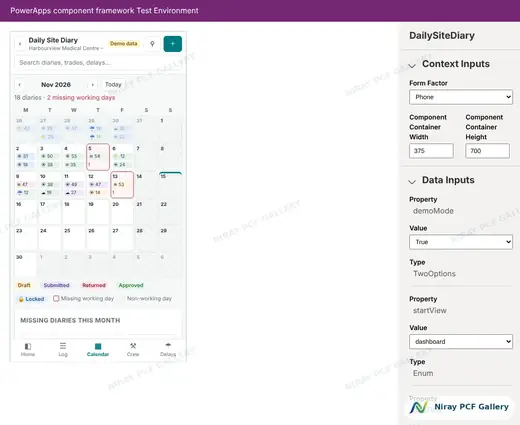 PowerApps component framework Test Environment
Daily Site Diary
Harbourview Medical Centre –
Demo data
Search diaries, trades, delays...
Nov 2026
Today
18 diaries · 2 missing working days
M T W T F S S
26 27 28 29 30 31 1
2 3 4 5 6 7 8
9 10 11 12 13 14 15
16 17 18 19 20 21 22
23 24 25 26 27 28 29
30 1 2 3 4 5 6
Draft Submitted Returned Approved
Locked Missing working day Non-working day
MISSING DIARIES THIS MONTH
Home Log Calendar Crew Delays
DailySiteDiary
Context Inputs
Form Factor
Phone
Component Container Width
375
Component Container Height
700
Data Inputs
Property
demoMode
Value
True
Type
TwoOptions
Property
startView
Value
dashboard
Type
Enum
Property
Niray PCF Gallery
NIRAY PCF GALLERY